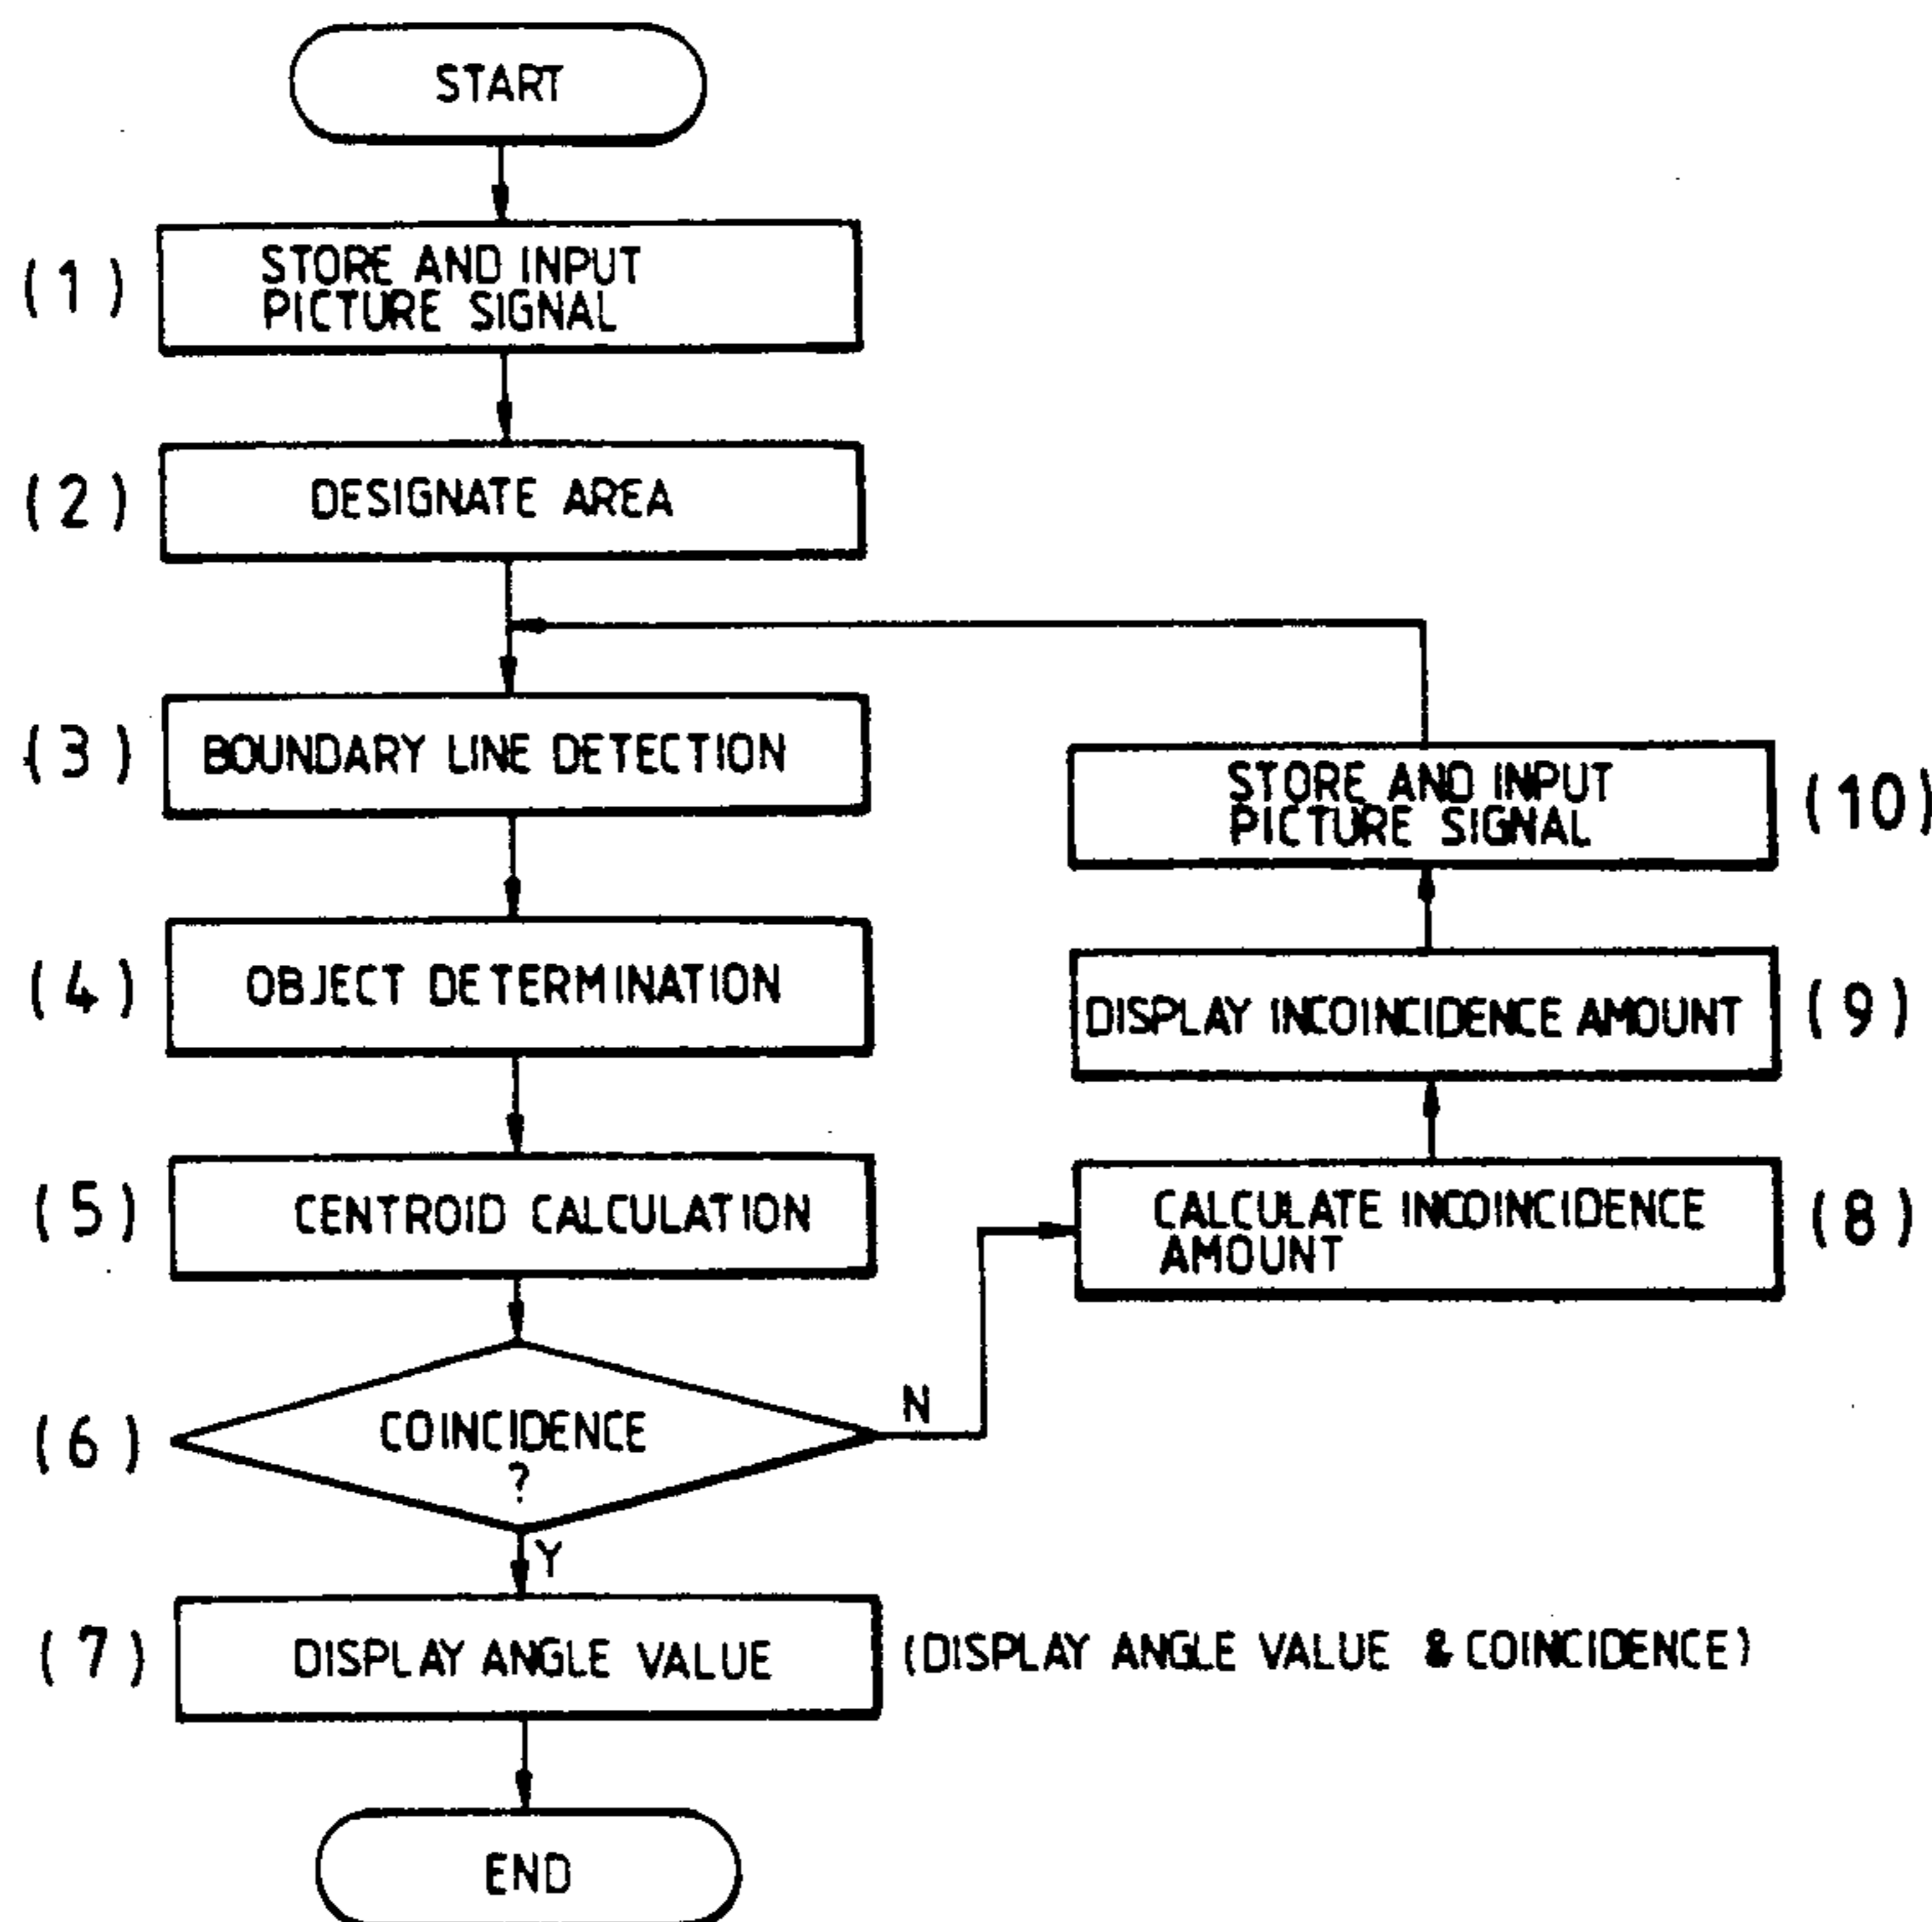 START
(1)
STORE AND INPUT
PICTURE SIGNAL
(2)
DESIGNATE AREA
(3)
BOUNDARY LINE DETECTION
(4)
OBJECT DETERMINATION
(5)
CENTROID CALCULATION
(6)
COINCIDENCE
?
N
Y
(7)
DISPLAY ANGLE VALUE
(DISPLAY ANGLE VALUE & COINCIDENCE)
END
CALCULATE INCOINCIDENCE
AMOUNT
(8)
DISPLAY INCOINCIDENCE AMOUNT
(9)
STORE AND INPUT
PICTURE SIGNAL
(10)